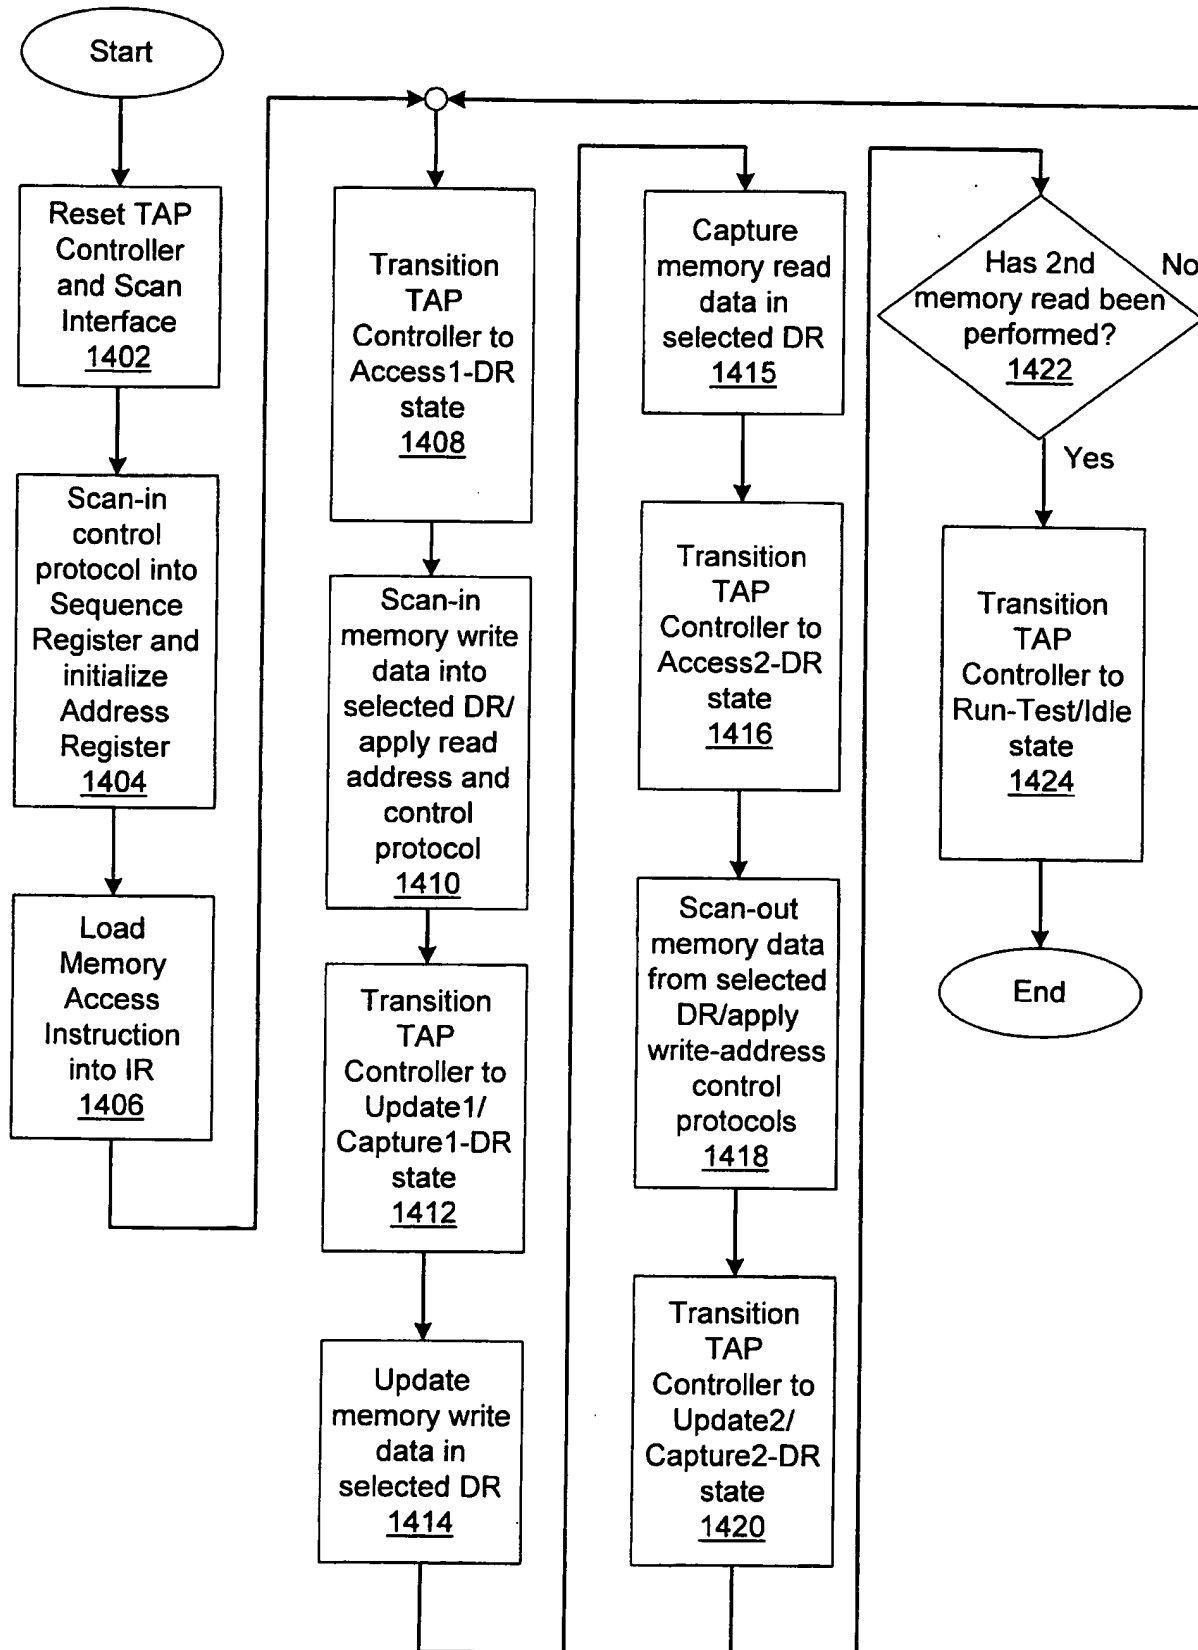 Start
Reset TAP
Controller
and Scan
Interface
1402
Scan-in
control
protocol into
Sequence
Register and
initialize
Address
Register
1404
Load
Memory
Access
Instruction
into IR
1406
Transition
TAP
Controller to
Access1-DR
state
1408
Scan-in
memory write
data into
selected DR/
apply read
address and
control
protocol
1410
Transition
TAP
Controller to
Update1/
Capture1-DR
state
1412
Update
memory write
data in
selected DR
1414
Capture
memory read
data in
selected DR
1415
Transition
TAP
Controller to
Access2-DR
state
1416
Scan-out
memory data
from selected
DR/apply
write-address
control
protocols
1418
Transition
TAP
Controller to
Update2/
Capture2-DR
state
1420
Has 2nd
memory read been
performed?
1422
No
Yes
Transition
TAP
Controller to
Run-Test/Idle
state
1424
End